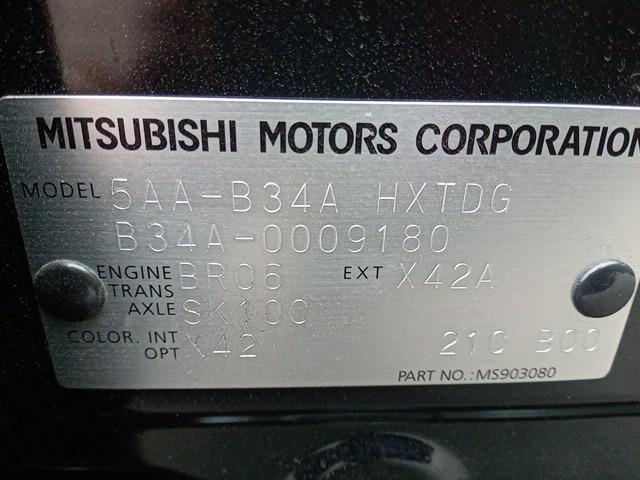 MITSUBISHI MOTORS CORPORATION
MODEL 5AA-B34A HXTDG
B34A-0009180
ENGINE BR06 EXT X42A
TRANS
AXLE SK100
COLOR. INT X42 21C B00
OPT
PART NO.: MS903080